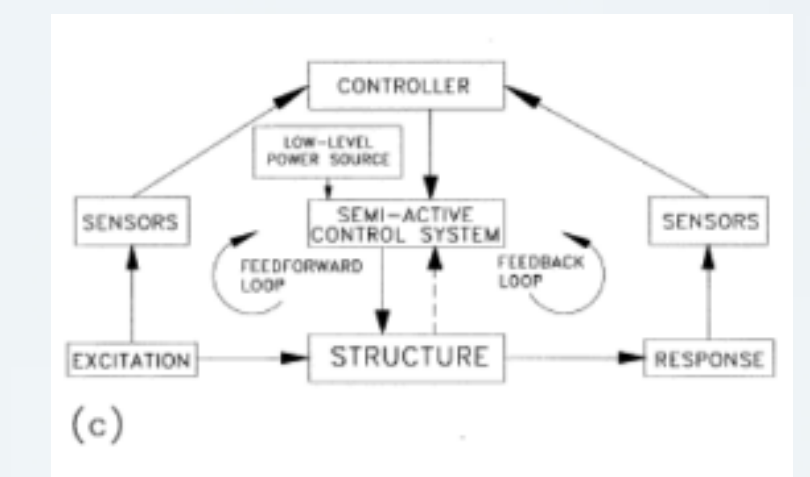 CONTROLLER
LOW-LEVEL
POWER SOURCE
SENSORS
SEMI-ACTIVE
CONTROL SYSTEM
SENSORS
FEEDFORWARD
LOOP
FEEDBACK
LOOP
EXCITATION
STRUCTURE
RESPONSE
(c)